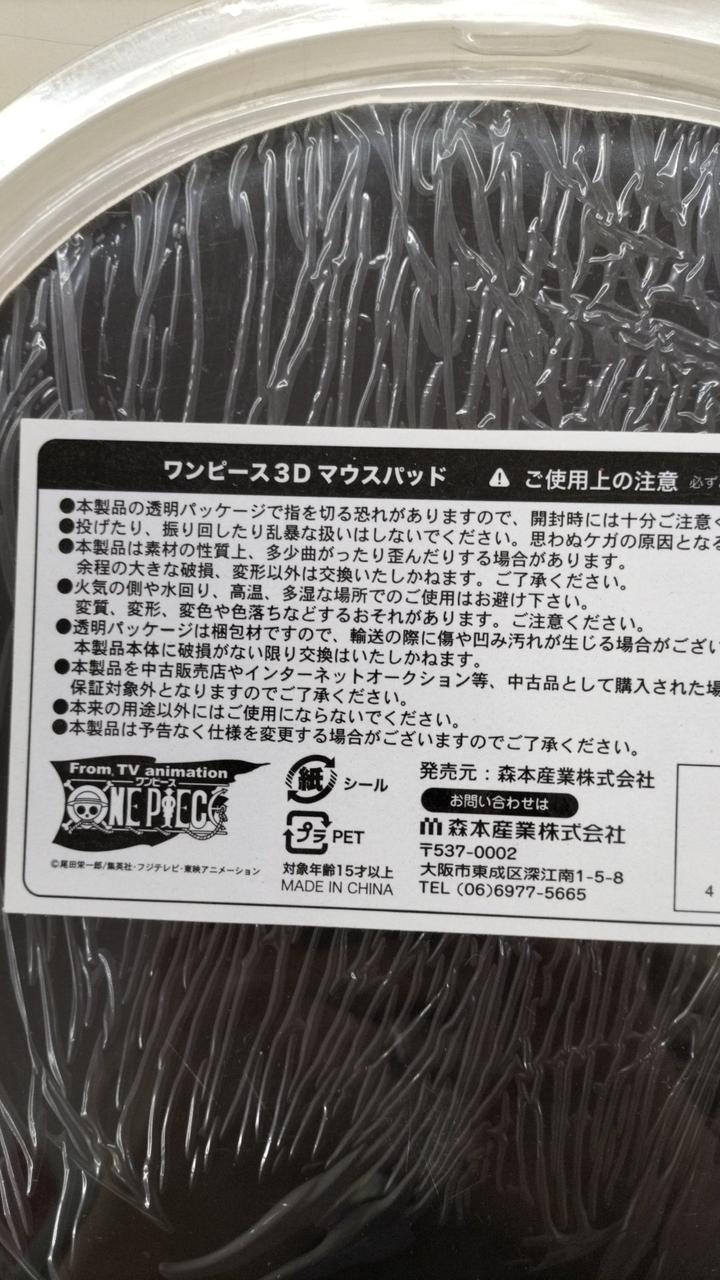 ワンピース3Dマウスパッド ⚠ ご使用上の注意 必ず
●本製品の透明パッケージで指を切る恐れがありますので、開封時には十分ご注意
●投げたり、振り回したり乱暴な扱いはしないでください。思わぬケガの原因となる
●本製品は素材の性質上、多少曲がったり歪んだりする場合があります。
余程の大きな破損、変形以外は交換いたしかねます。ご了承ください。
●火気の側や水回り、高温、多湿な場所でのご使用はお避け下さい。
変質、変形、変色や色落ちなどするおそれがあります。ご注意ください。
●透明パッケージは梱包材ですので、輸送の際に傷や凹み汚れが生じる場合がござい
本製品本体に破損がない限り交換はいたしかねます。
●本製品を中古販売店やインターネットオークション等、中古品として購入された場
保証対象外となりますのでご了承ください。
●本来の用途以外にはご使用にならないでください。
●本製品は予告なく仕様を変更する場合がございますのでご了承ください。
From TV animation
ワンピース
ONE PIECE
©尾田栄一郎/集英社・フジテレビ・東映アニメーション
紙 シール
プラ PET
対象年齢15才以上
MADE IN CHINA
発売元：森本産業株式会社
お問い合わせは
森本産業株式会社
〒537-0002
大阪市東成区深江南1-5-8
TEL (06)6977-5665
4